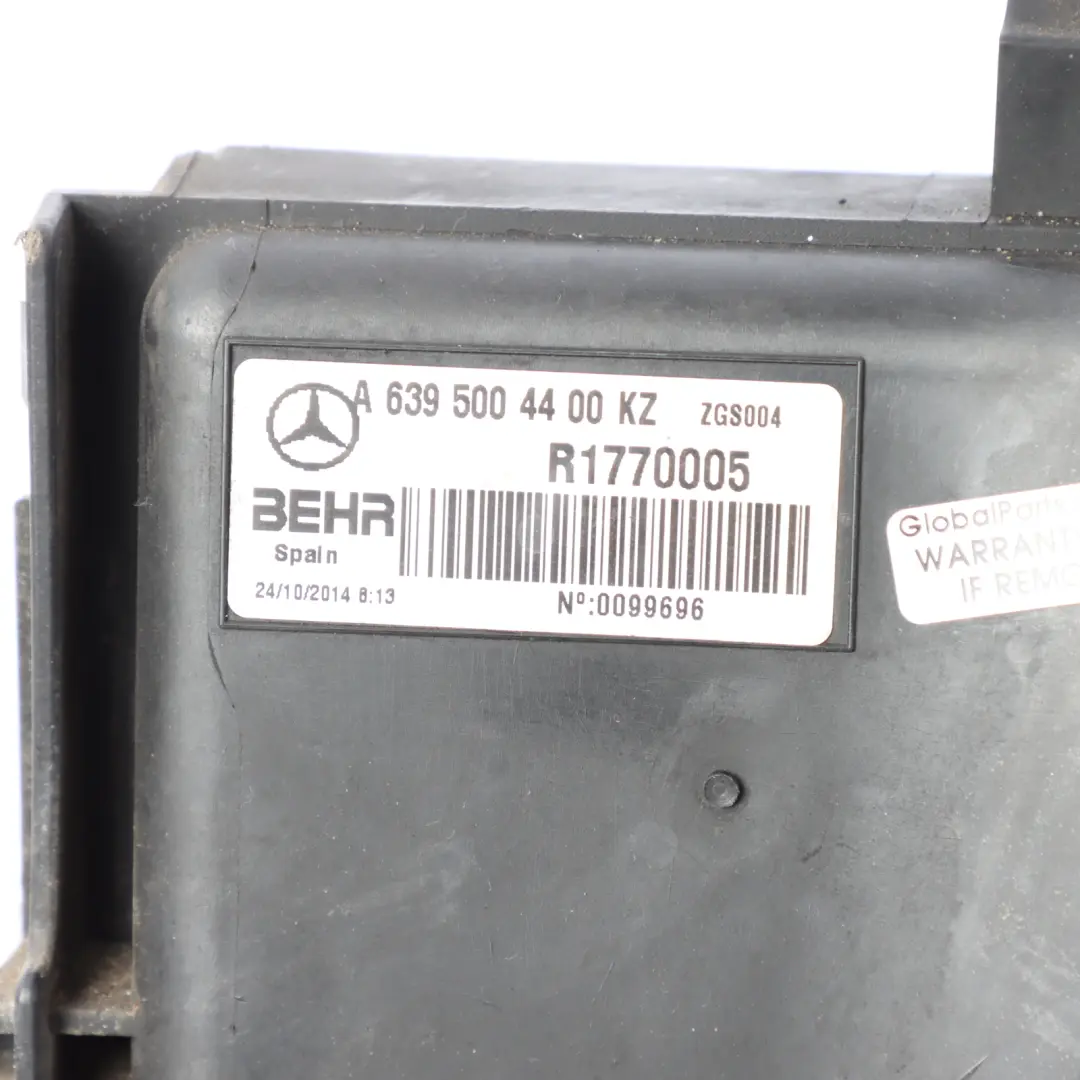 A 639 500 44 00 KZ ZGS004
R1770005
BEHR
Spain
24/10/2014 8:13
Nº:0099696
GlobalParts
WARRANT
IF REMO